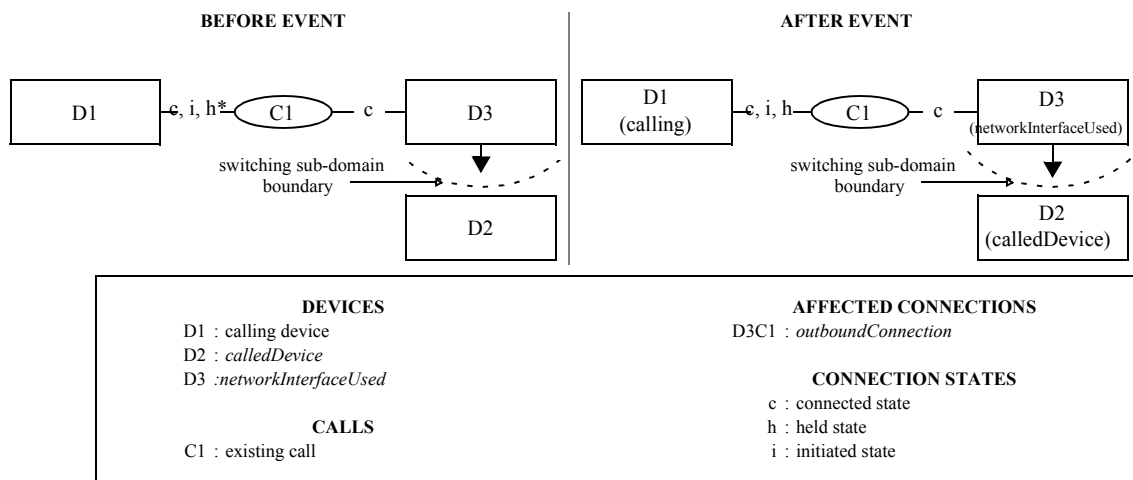 BEFORE EVENT
D1
c, i, h*
C1
c
D3
switching sub-domain
boundary
D2
AFTER EVENT
D1
(calling)
c, i, h
C1
c
D3
(networkInterfaceUsed)
switching sub-domain
boundary
D2
(calledDevice)
DEVICES
D1 : calling device
D2 : calledDevice
D3 :networkInterfaceUsed
CALLS
C1 : existing call
AFFECTED CONNECTIONS
D3C1 : outboundConnection
CONNECTION STATES
c : connected state
h : held state
i : initiated state